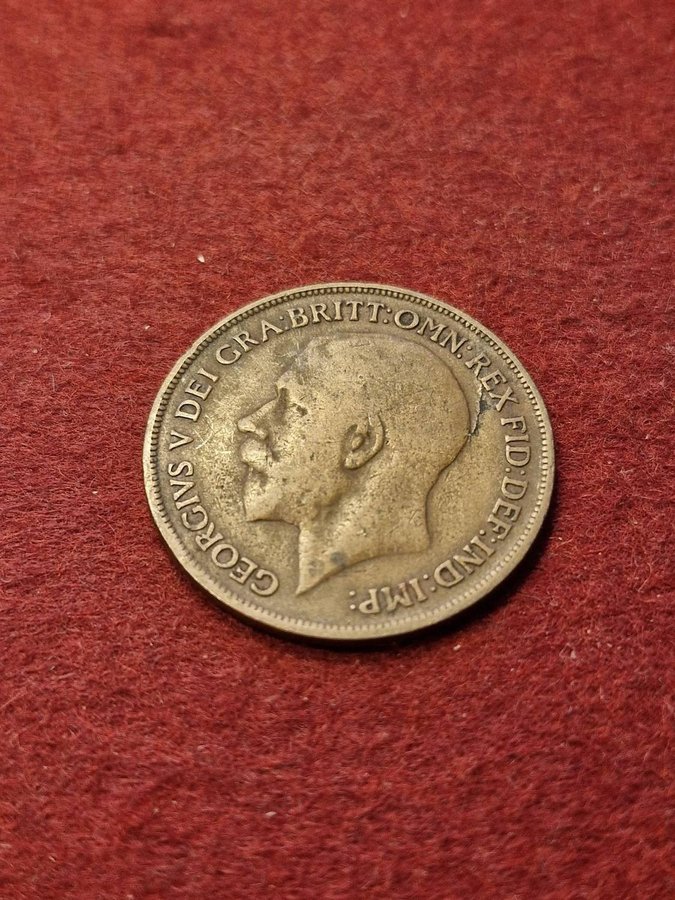 GEORGIVS V DEI GRA:BRITT:OMN:REX FID:DEF:IND:IMP: